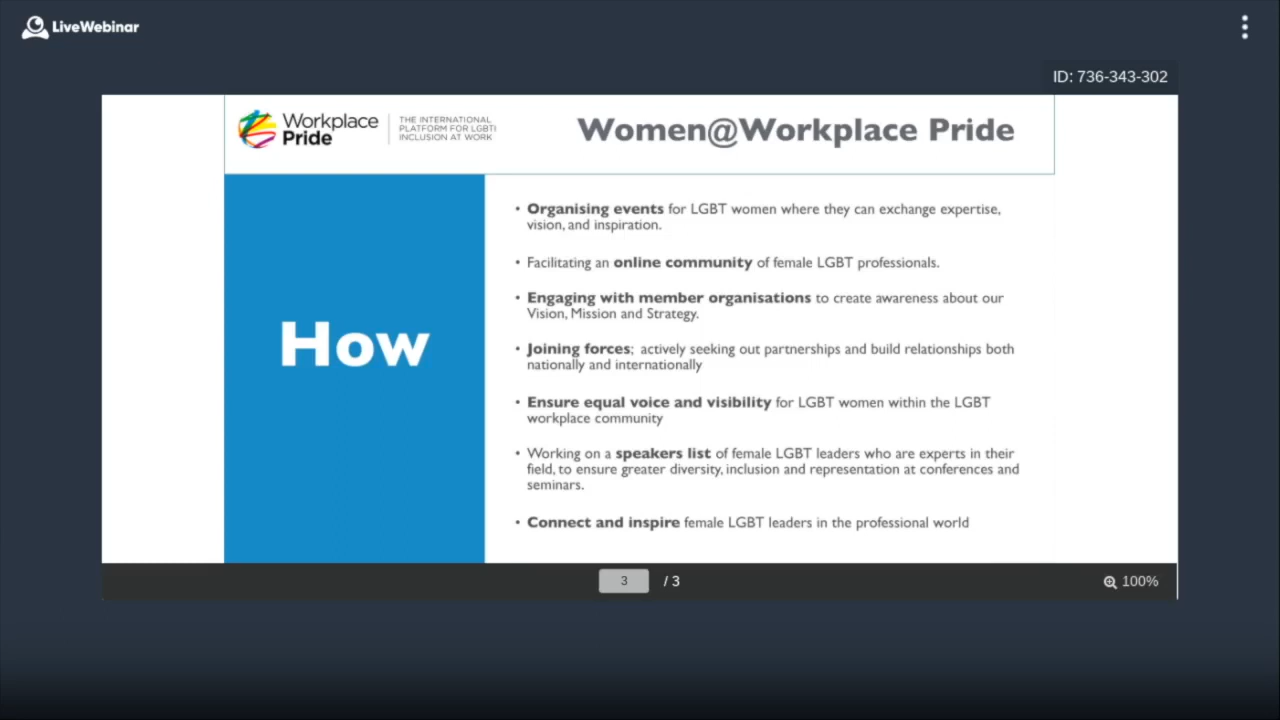 LiveWebinar
ID: 736-343-302
Workplace
Pride
THE INTERNATIONAL
PLATFORM FOR LGBTI
INCLUSION AT WORK
Women@Workplace Pride
How
• Organising events for LGBT women where they can exchange expertise,
vision, and inspiration.
• Facilitating an online community of female LGBT professionals.
• Engaging with member organisations to create awareness about our
Vision, Mission and Strategy.
• Joining forces; actively seeking out partnerships and build relationships both
nationally and internationally
• Ensure equal voice and visibility for LGBT women within the LGBT
workplace community
• Working on a speakers list of female LGBT leaders who are experts in their
field, to ensure greater diversity, inclusion and representation at conferences and
seminars.
• Connect and inspire female LGBT leaders in the professional world
3 / 3
100%